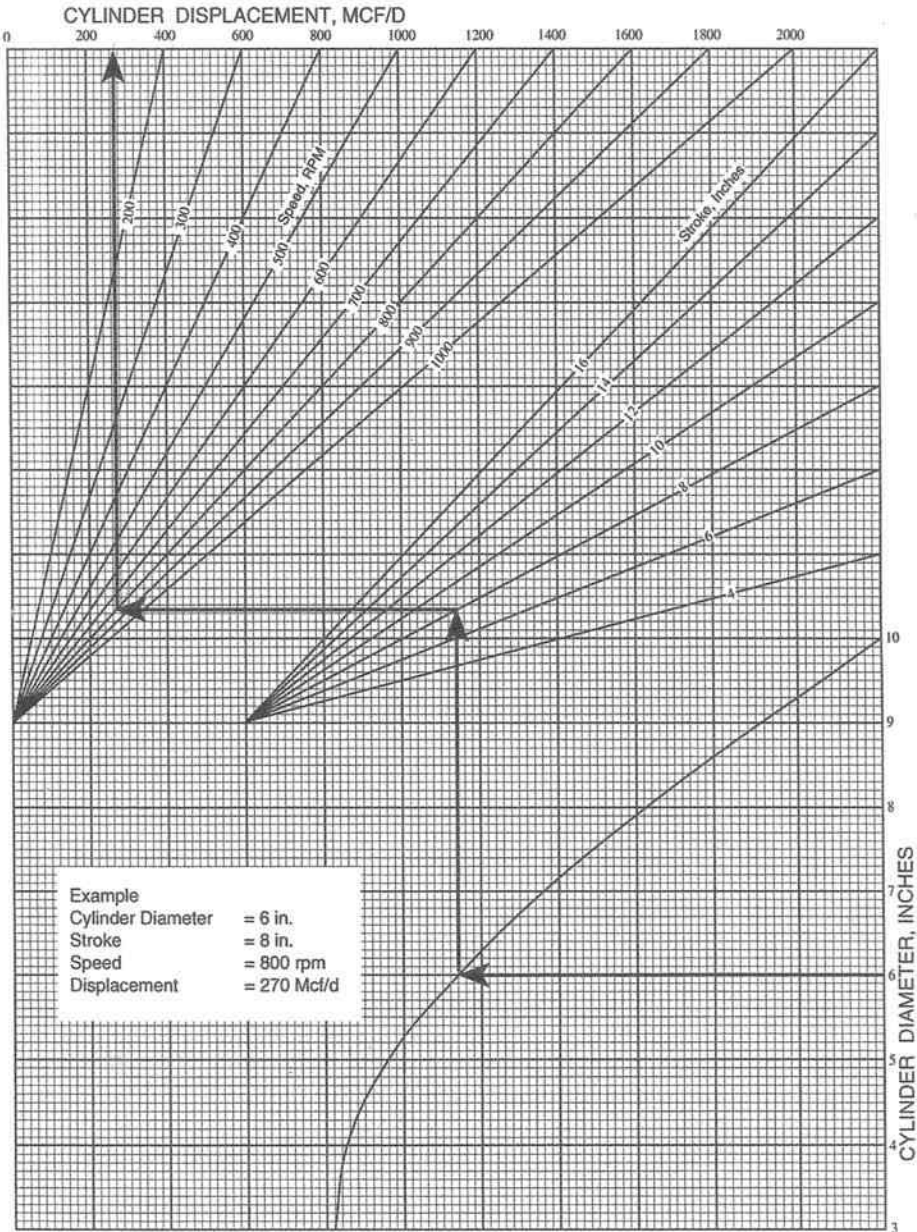 CYLINDER DISPLACEMENT, MCF/D
0 200 400 600 800 1000 1200 1400 1600 1800 2000
Speed, RPM
200
300
400
500
600
700
800
900
1000
Stroke, Inches
16
14
12
10
8
6
4
10
9
8
7
6
5
4
3
CYLINDER DIAMETER, INCHES
Example
Cylinder Diameter = 6 in.
Stroke = 8 in.
Speed = 800 rpm
Displacement = 270 Mcf/d